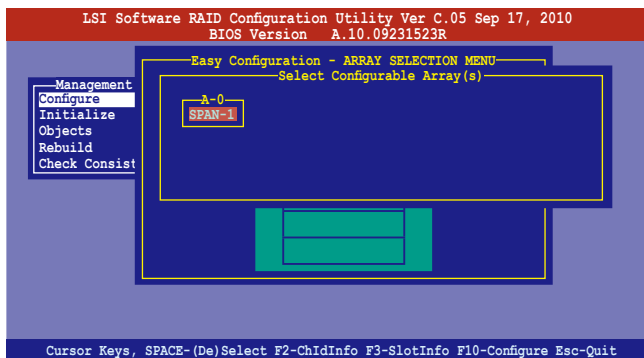 LSI Software RAID Configuration Utility Ver C.05 Sep 17, 2010
BIOS Version A.10.09231523R
Easy Configuration - ARRAY SELECTION MENU
Select Configurable Array(s)
Management
Configure
Initialize
Objects
Rebuild
Check Consist
A-0
SPAN-1
Cursor Keys, SPACE-(De)Select F2-ChIdInfo F3-SlotInfo F10-Configure Esc-Quit